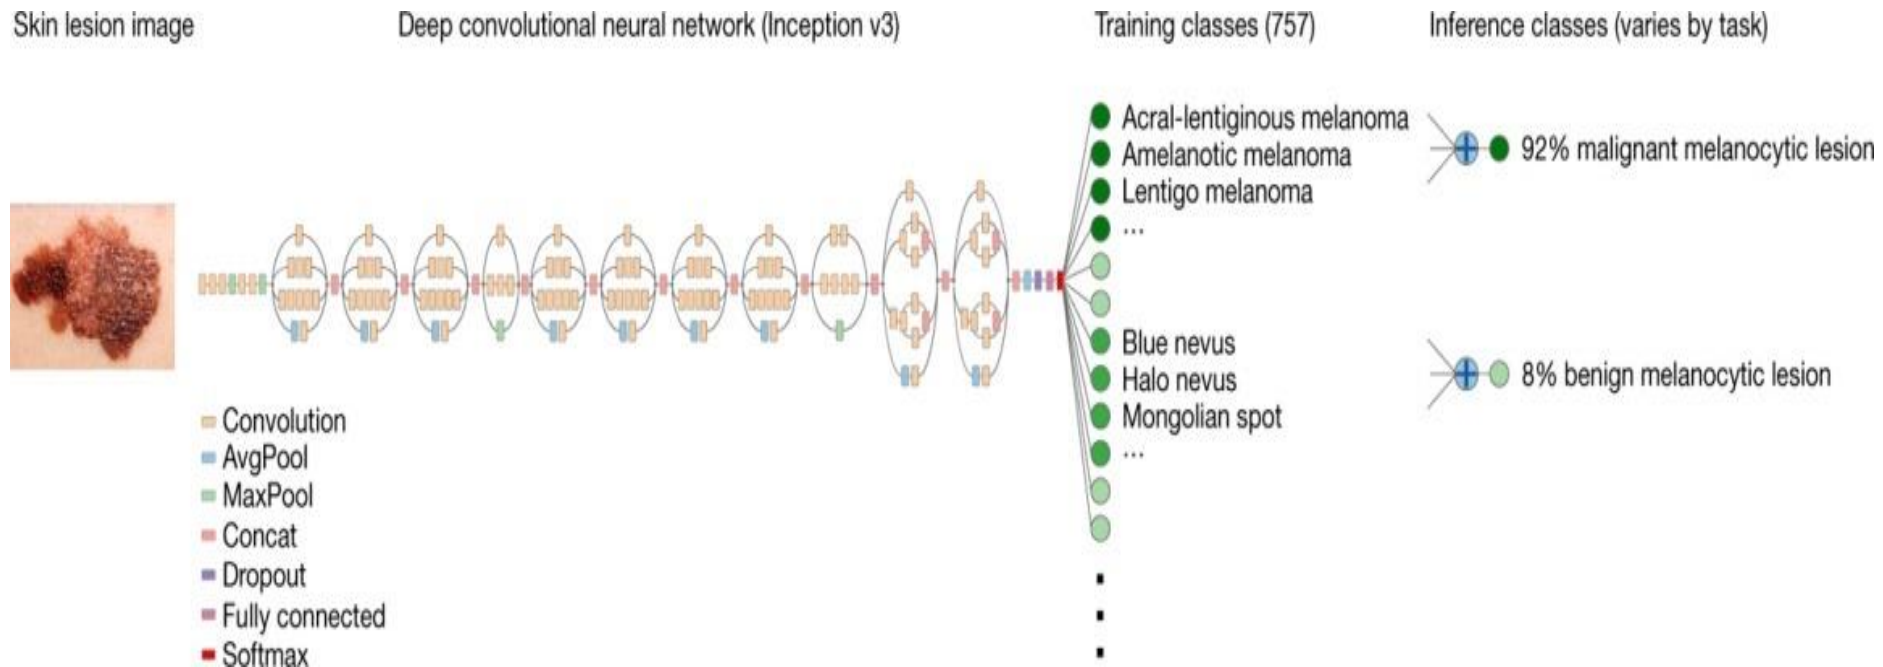 Skin lesion image
Deep convolutional neural network (Inception v3)
Training classes (757)
Inference classes (varies by task)
Acral-lentiginous melanoma
Amelanotic melanoma
Lentigo melanoma
...
Blue nevus
Halo nevus
Mongolian spot
...
92% malignant melanocytic lesion
8% benign melanocytic lesion
Convolution
AvgPool
MaxPool
Concat
Dropout
Fully connected
Softmax